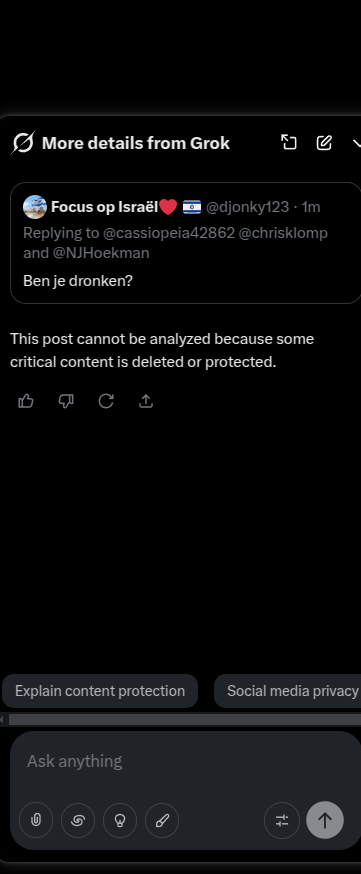 More details from Grok
Focus op Israël❤️ 🇮🇱 @djonky123 · 1m
Replying to @cassiopeia42862 @chrisklomp
and @NJHoekman
Ben je dronken?
This post cannot be analyzed because some
critical content is deleted or protected.
Explain content protection
Social media privacy
Ask anything